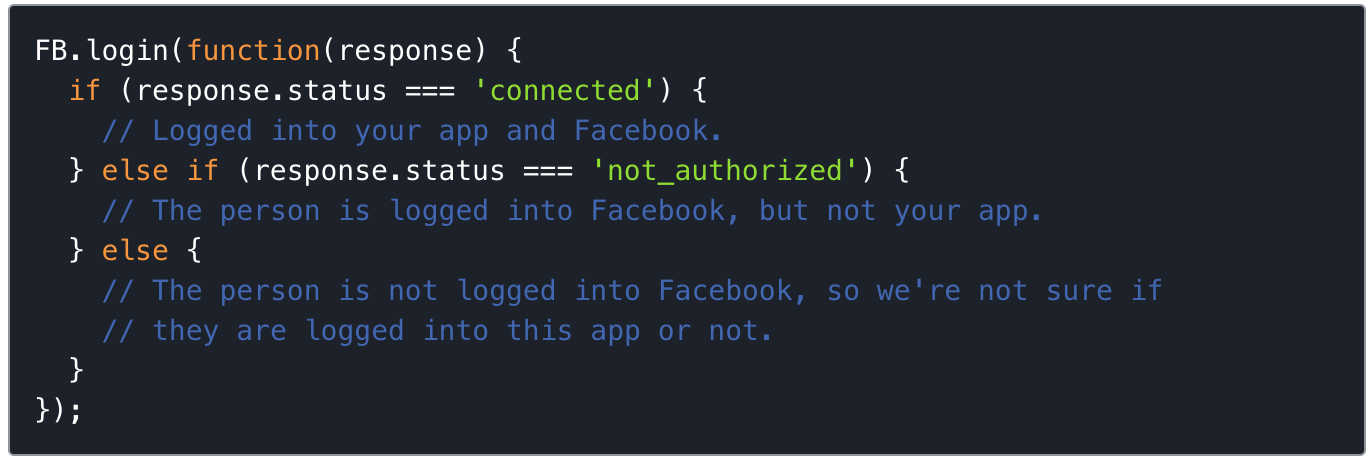 FB.login(function(response) {
  if (response.status === 'connected') {
    // Logged into your app and Facebook.
  } else if (response.status === 'not_authorized') {
    // The person is logged into Facebook, but not your app.
  } else {
    // The person is not logged into Facebook, so we're not sure if
    // they are logged into this app or not.
  }
});